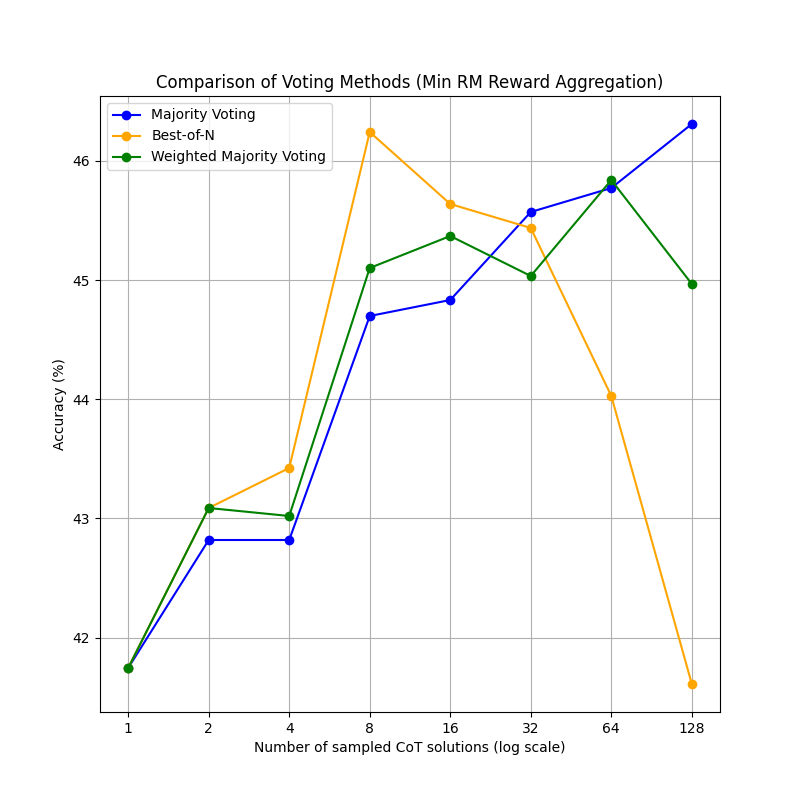 Comparison of Voting Methods (Min RM Reward Aggregation)
Majority Voting
Best-of-N
Weighted Majority Voting
46
45
44
43
42
Accuracy (%)
1 2 4 8 16 32 64 128
Number of sampled CoT solutions (log scale)